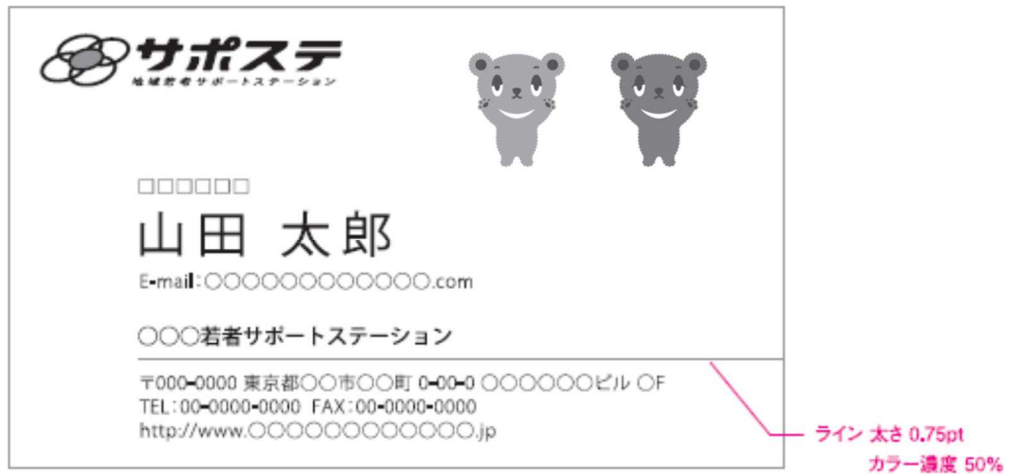 サポステ
地域若者サポートステーション
□□□□□□
山田 太郎
E-mail:○○○○○○○○○○○○.com
○○○若者サポートステーション
〒000-0000 東京都○○市○○町 0-00-0 ○○○○○○ビル ○F
TEL:00-0000-0000 FAX:00-0000-0000
http://www.○○○○○○○○○○○○.jp
ライン 太さ 0.75pt
カラー濃度 50%